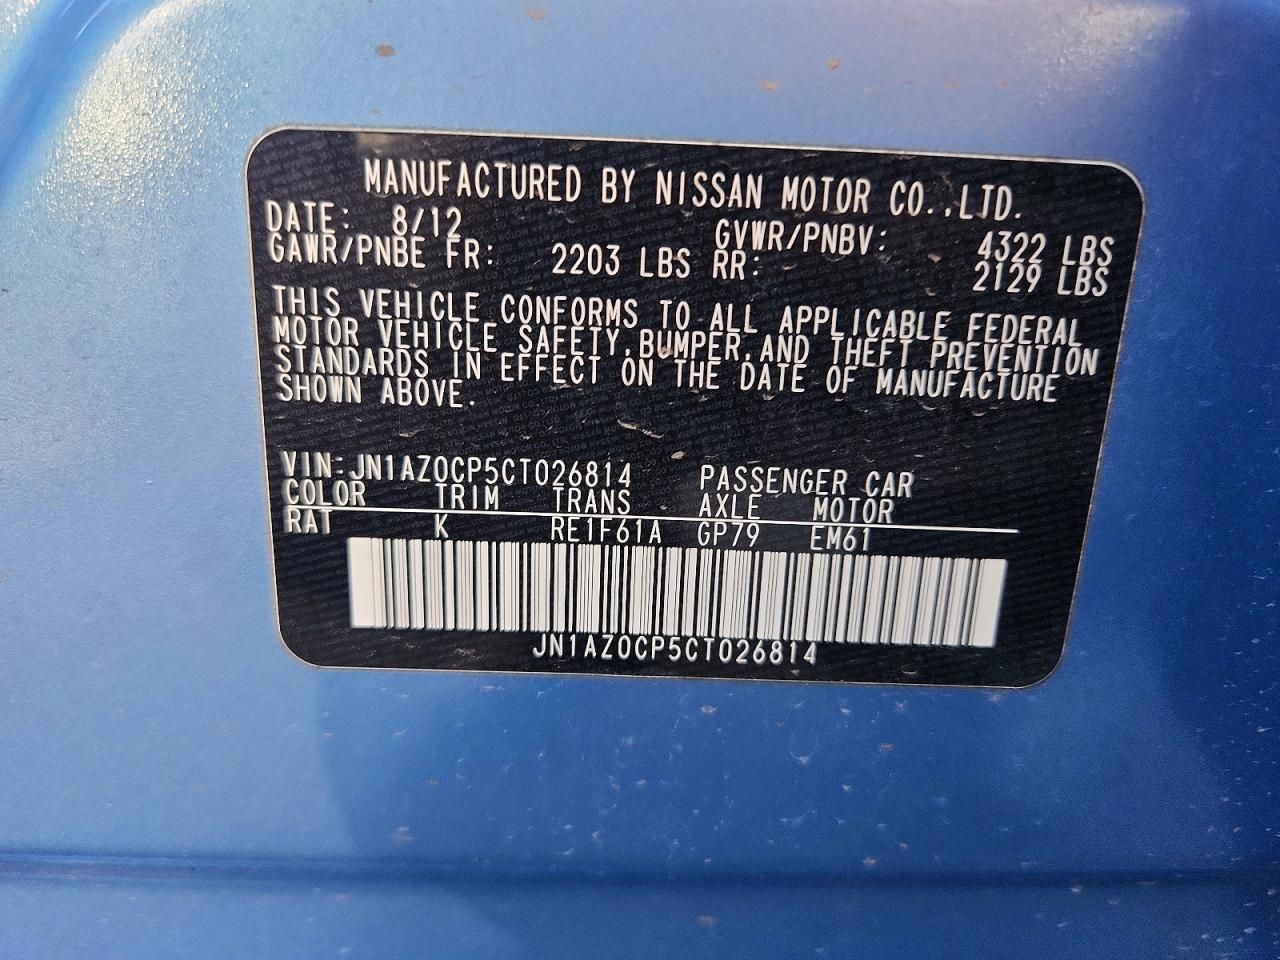 MANUFACTURED BY NISSAN MOTOR CO.,LTD.
DATE: 8/12 GVWR/PNBV: 4322 LBS
GAWR/PNBE FR: 2203 LBS RR: 2129 LBS
THIS VEHICLE CONFORMS TO ALL APPLICABLE FEDERAL
MOTOR VEHICLE SAFETY,BUMPER,AND THEFT PREVENTION
STANDARDS IN EFFECT ON THE DATE OF MANUFACTURE
SHOWN ABOVE.
VIN:JN1AZ0CP5CT026814 PASSENGER CAR
COLOR TRIM TRANS AXLE MOTOR
RAT K RE1F61A GP79 EM61
JN1AZ0CP5CT026814